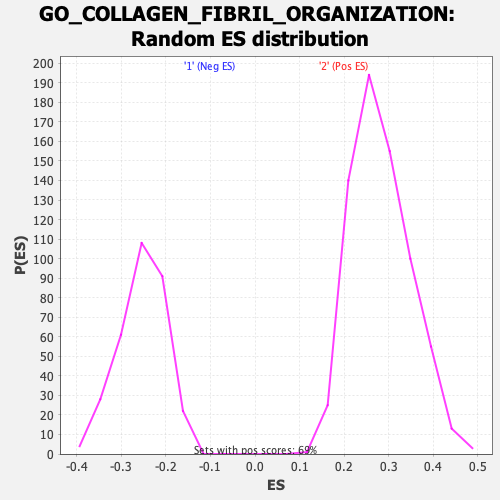 GO_COLLAGEN_FIBRIL_ORGANIZATION:
Random ES distribution
'1' (Neg ES)
'2' (Pos ES)
200
190
180
170
160
150
140
130
120
110
100
90
80
70
60
50
40
30
20
10
0
P(ES)
Sets with pos scores: 69%
-0.4 -0.3 -0.2 -0.1 0.0 0.1 0.2 0.3 0.4 0.5
ES